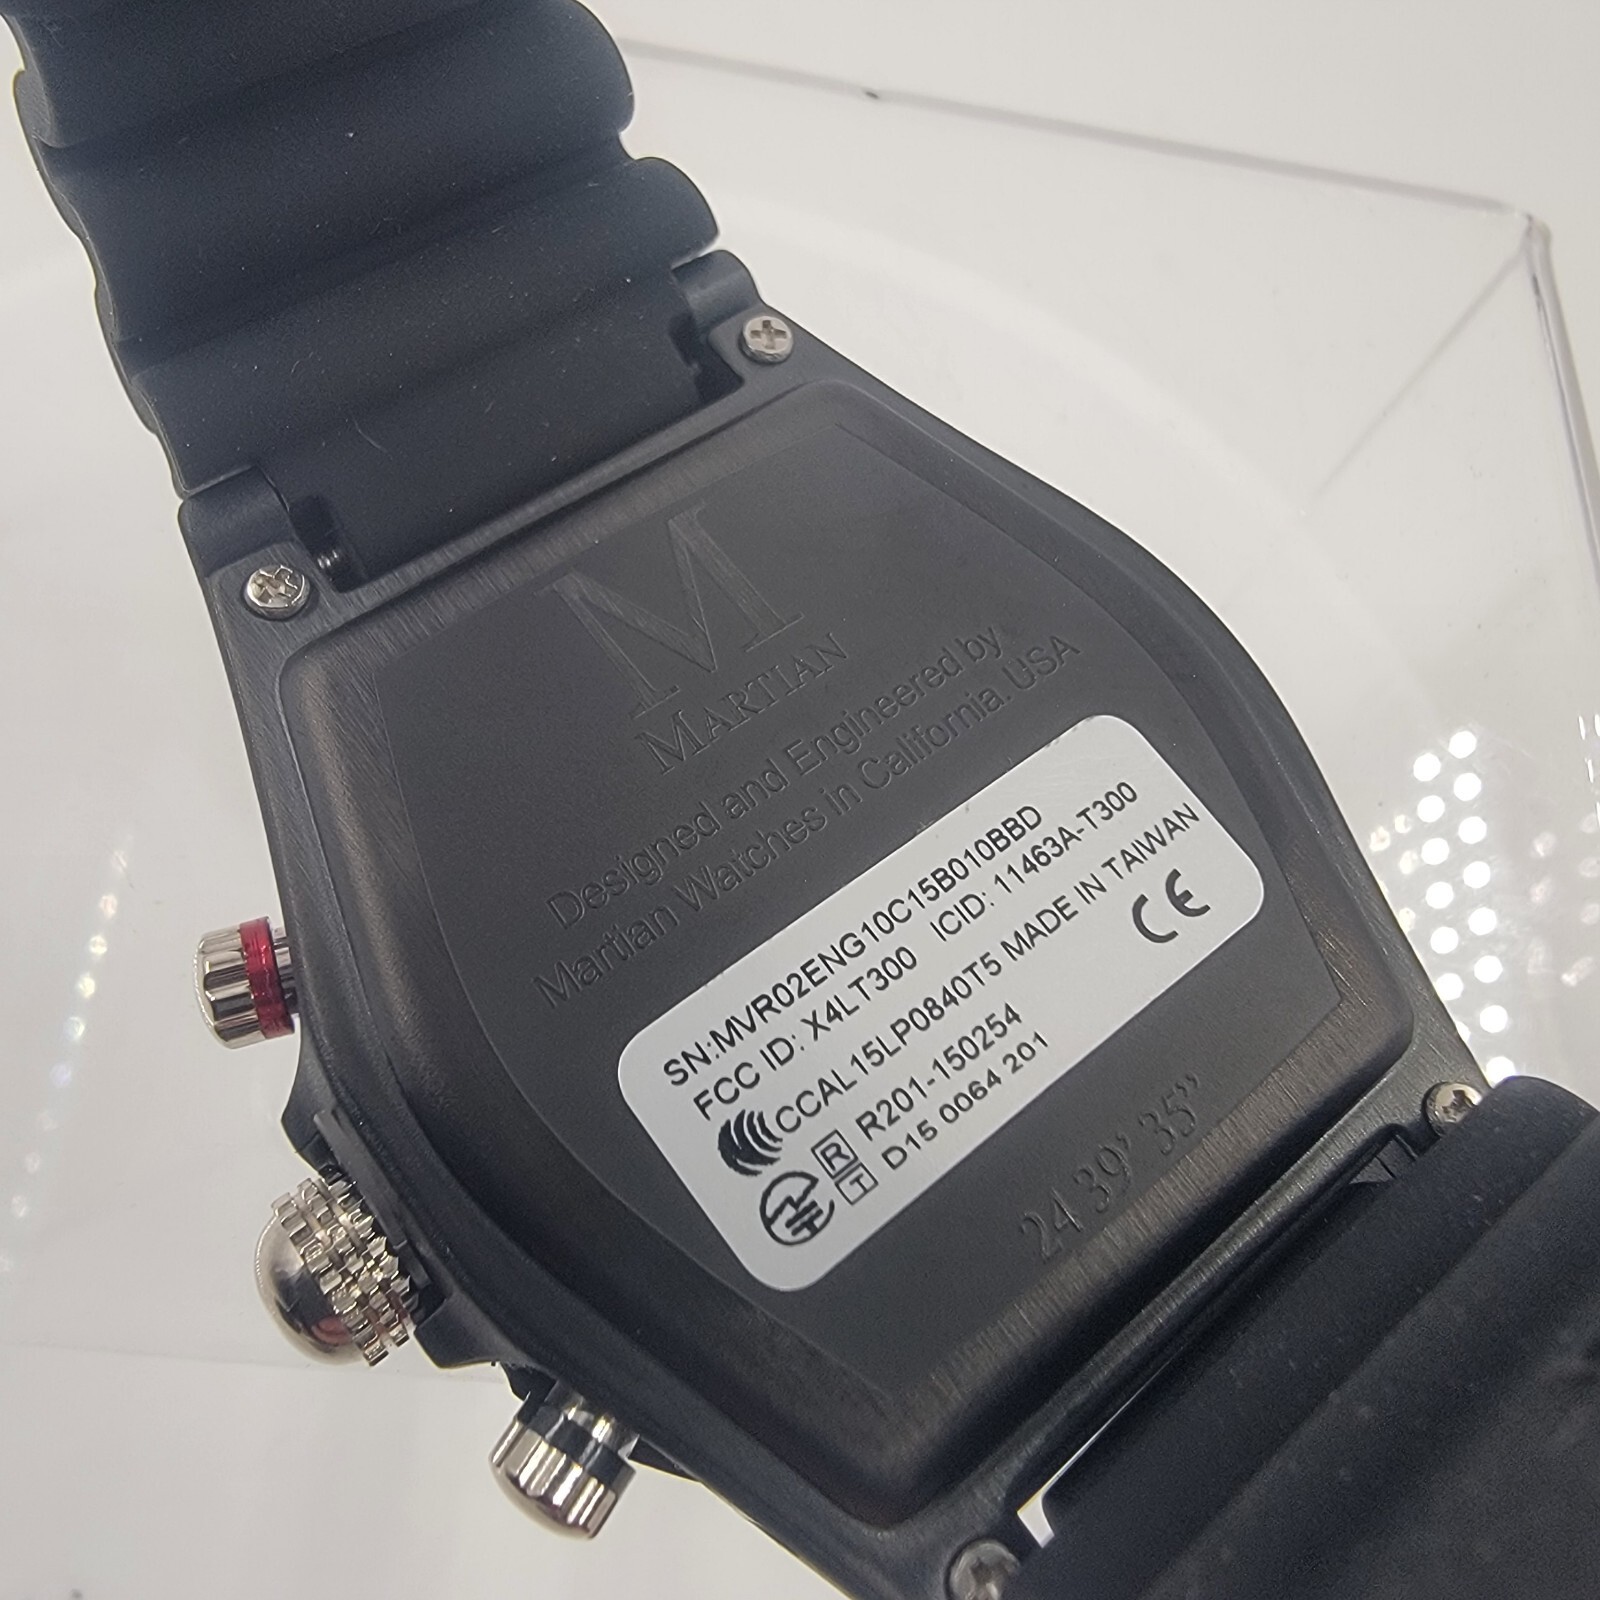 M
MARTIAN
Designed and Engineered by
Martian Watches in California. USA
SN:MVR02ENG10C15B010BBD
FCC ID: X4LT300 ICID: 11463A-T300
CCAL15LP0840T5 MADE IN TAIWAN
R R201-150254
T D15 0064 201
CE
24 39' 35"